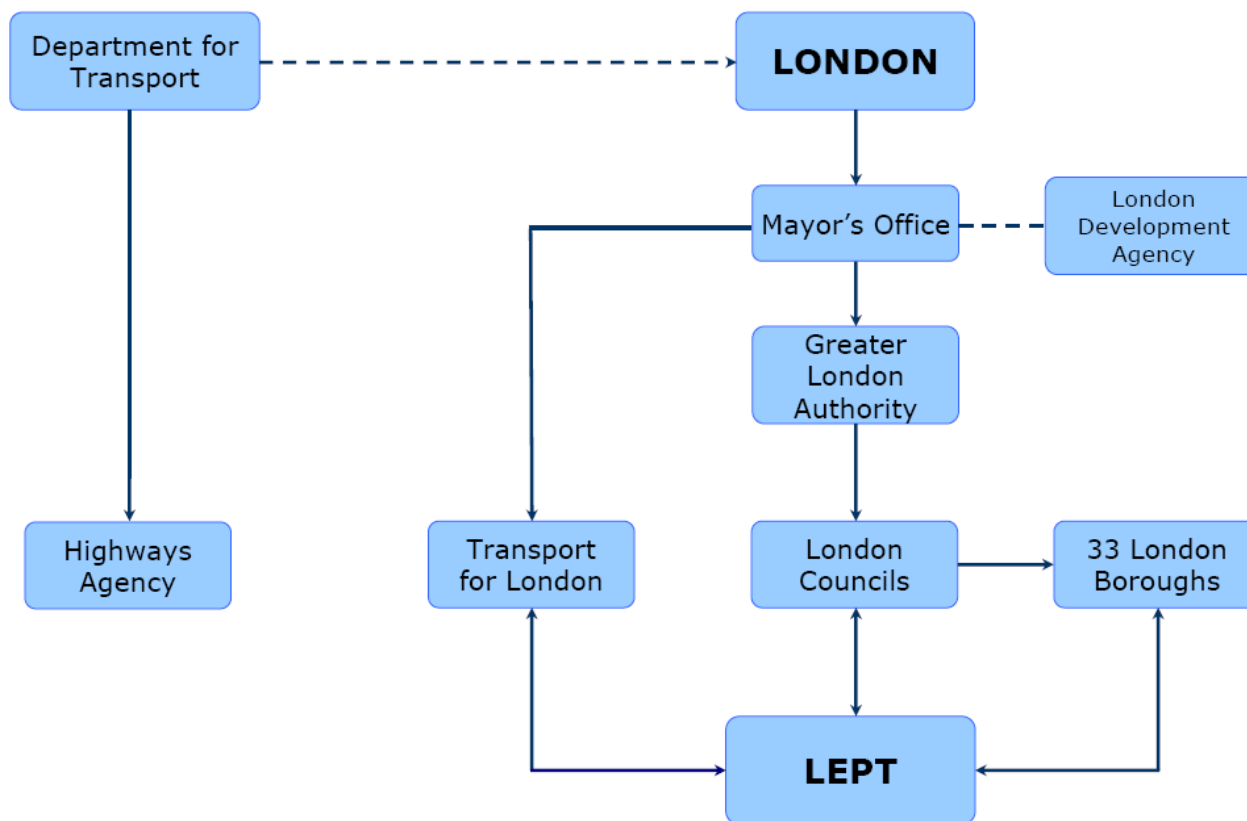 Department for
Transport
LONDON
Mayor’s Office
London
Development
Agency
Greater
London
Authority
Highways
Agency
Transport
for London
London
Councils
33 London
Boroughs
LEPT